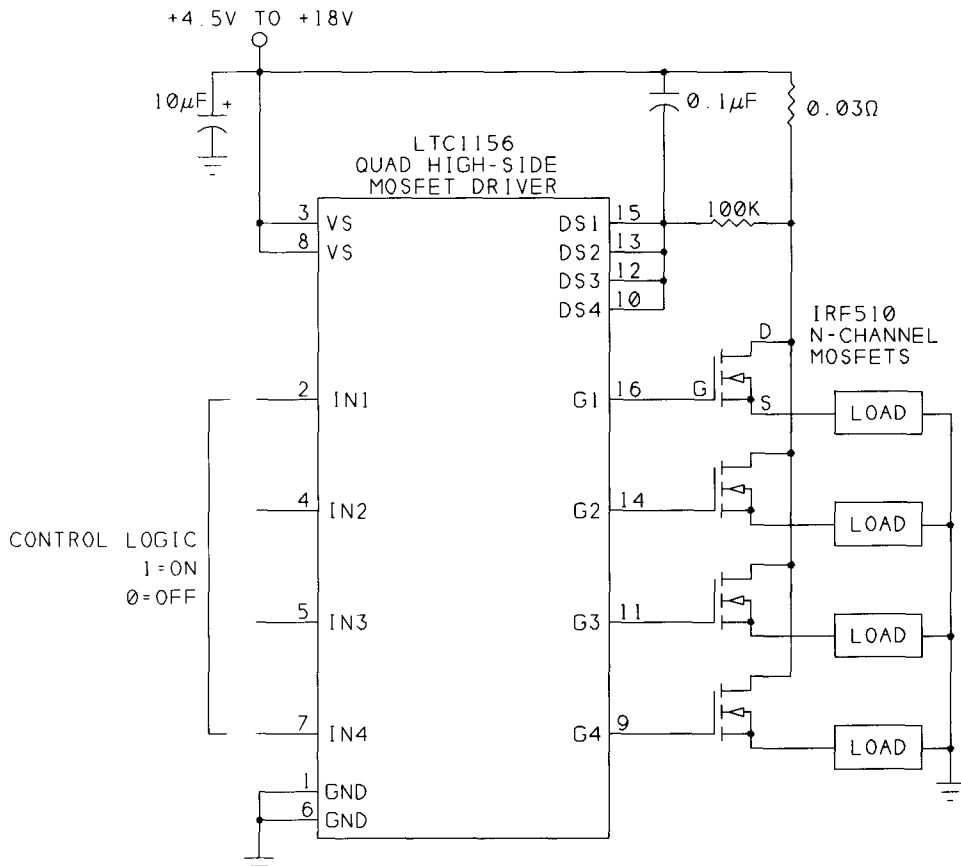 +4.5V TO +18V
10µF
+
0.1µF
0.03Ω
LTC1156
QUAD HIGH-SIDE
MOSFET DRIVER
100K
3
VS
8
VS
DS1
15
DS2
13
DS3
12
DS4
10
IRF510
N-CHANNEL
MOSFETS
D
G
S
2
IN1
G1
16
LOAD
4
IN2
G2
14
LOAD
CONTROL LOGIC
1=ON
0=OFF
5
IN3
G3
11
LOAD
7
IN4
G4
9
LOAD
1
GND
6
GND